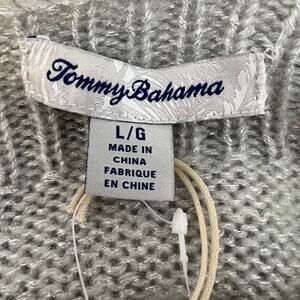 Tommy Bahama
L/G
MADE IN
CHINA
FABRIQUE
EN CHINE